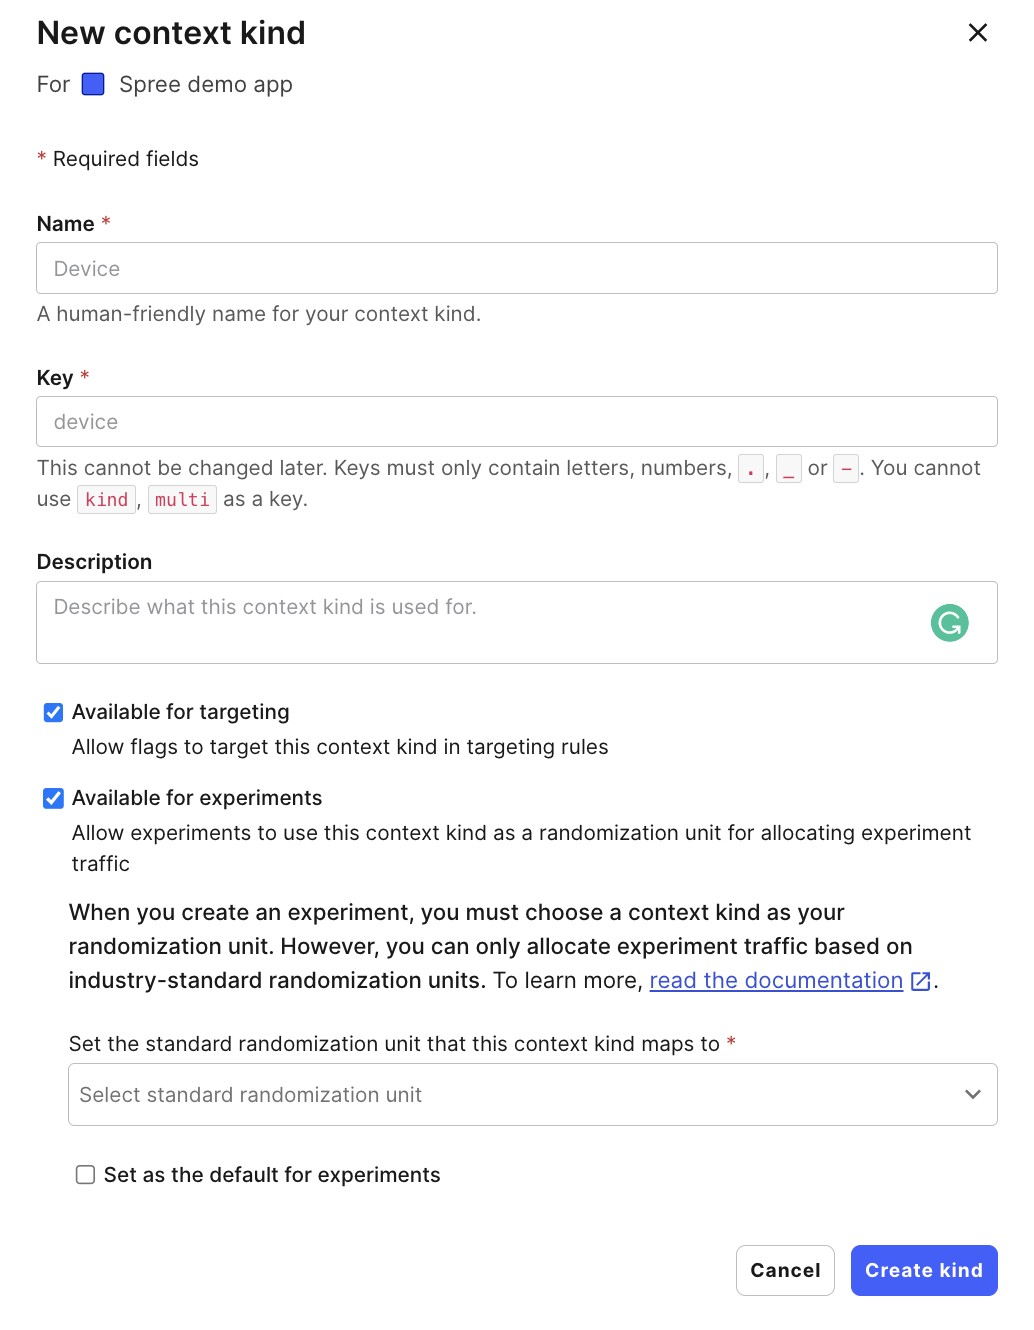 New context kind
For Spree demo app
* Required fields
Name *
Device
A human-friendly name for your context kind.
Key *
device
This cannot be changed later. Keys must only contain letters, numbers, ., _ or -. You cannot
use kind, multi as a key.
Description
Describe what this context kind is used for.
Available for targeting
Allow flags to target this context kind in targeting rules
Available for experiments
Allow experiments to use this context kind as a randomization unit for allocating experiment
traffic
When you create an experiment, you must choose a context kind as your
randomization unit. However, you can only allocate experiment traffic based on
industry-standard randomization units. To learn more, read the documentation.
Set the standard randomization unit that this context kind maps to *
Select standard randomization unit
Set as the default for experiments
Cancel
Create kind